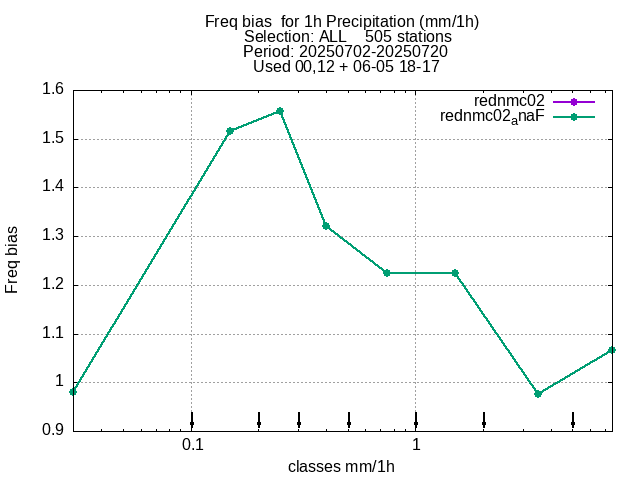 Freq bias  for 1h Precipitation (mm/1h)
Selection: ALL    505 stations
Period: 20250702-20250720
Used 00,12 + 06-05 18-17
rednmc02
rednmc02anaF
1.6
1.5
1.4
1.3
1.2
1.1
1
0.9
Freq bias
0.1 1
classes mm/1h